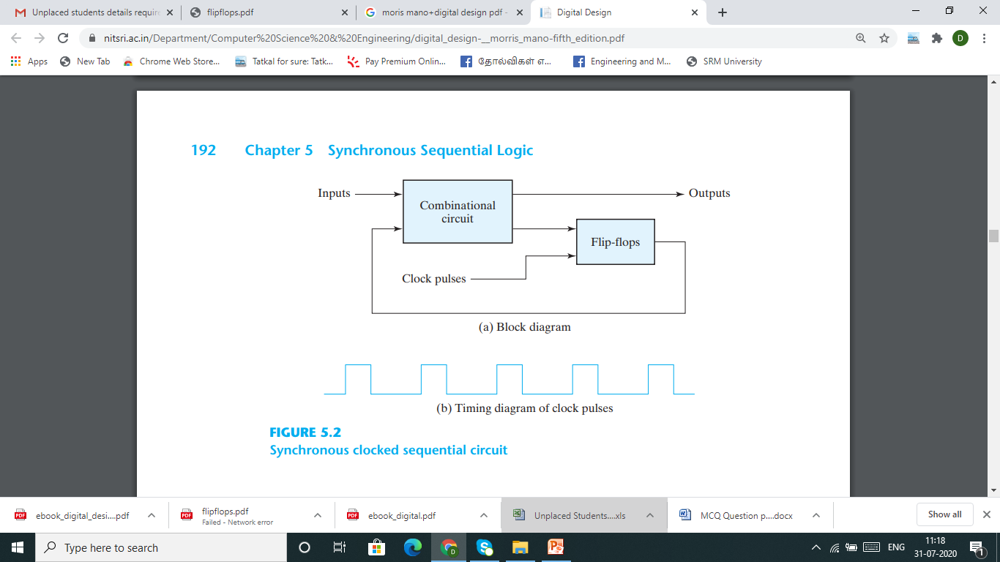 Unplaced students details require
flipflops.pdf
moris mano+digital design pdf -
Digital Design
nitsri.ac.in/Department/Computer%20Science%20&%20Engineering/digital_design-__morris_mano-fifth_edition.pdf
D
Apps
New Tab
Chrome Web Store...
Tatkal for sure: Tatk...
Pay Premium Onlin...
தோல்விகள் எ...
Engineering and M...
SRM University
192 Chapter 5 Synchronous Sequential Logic
Inputs
Combinational
circuit
Outputs
Flip-flops
Clock pulses
(a) Block diagram
(b) Timing diagram of clock pulses
FIGURE 5.2
Synchronous clocked sequential circuit
ebook_digital_desi....pdf
flipflops.pdf
Failed - Network error
ebook_digital.pdf
Unplaced Students....xls
MCQ Question p....docx
Show all
Type here to search
ENG
11:18
31-07-2020
1